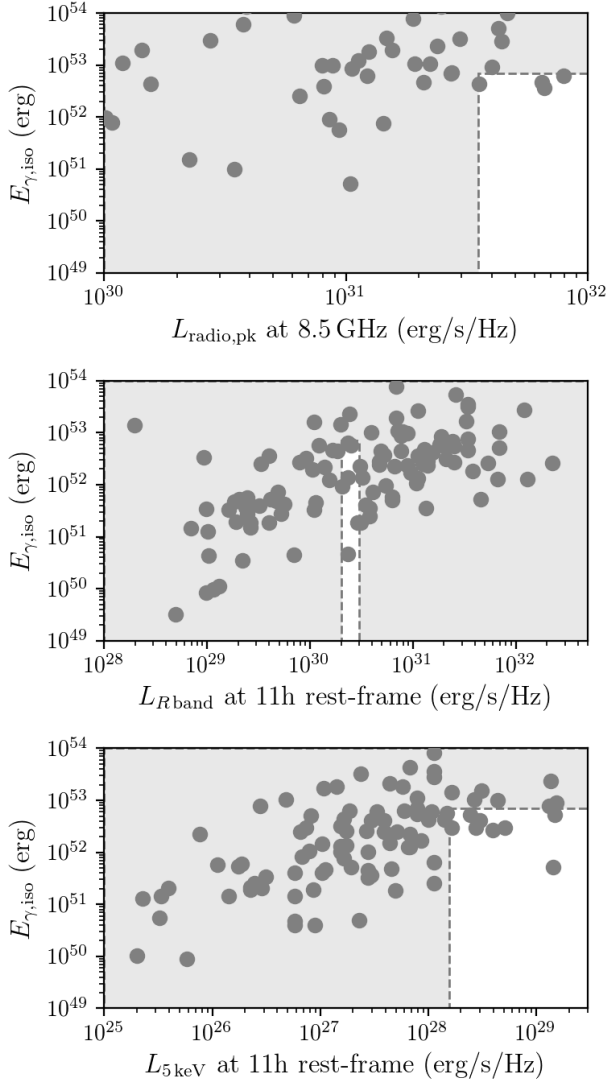 10^54
10^53
10^52
10^51
10^50
10^49
E_γ,iso (erg)
10^30 10^31 10^32
L_radio,pk at 8.5 GHz (erg/s/Hz)
10^54
10^53
10^52
10^51
10^50
10^49
E_γ,iso (erg)
10^28 10^29 10^30 10^31 10^32
L_R band at 11h rest-frame (erg/s/Hz)
10^54
10^53
10^52
10^51
10^50
10^49
E_γ,iso (erg)
10^25 10^26 10^27 10^28 10^29
L_5 keV at 11h rest-frame (erg/s/Hz)